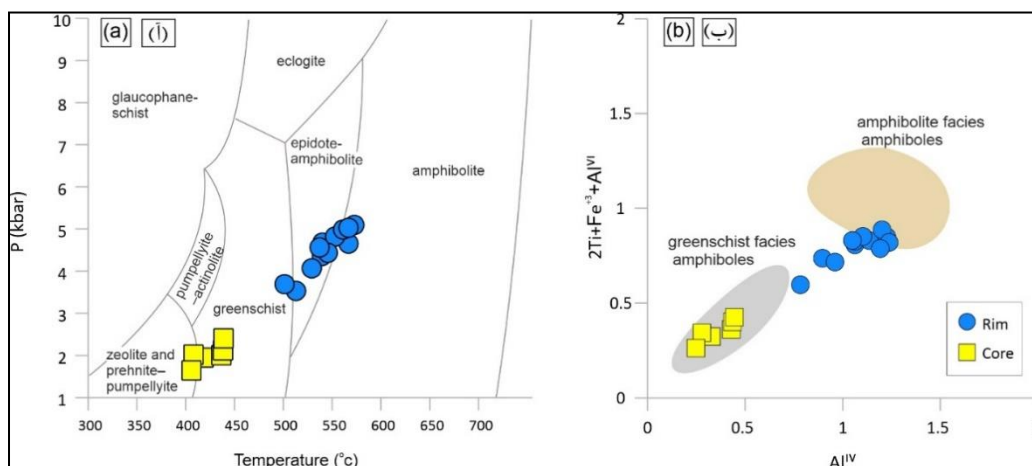 (a) (آ)
10
9
8
7
6
5
4
3
2
1
P (kbar)
glaucophane-
schist
eclogite
epidote-
amphibolite
amphibolite
pumpellyite
–actinolite
greenschist
zeolite and
prehnite–
pumpellyite
300 350 400 450 500 550 600 650 700
Temperature (°c)
(b) (ب)
2
1.5
1
0.5
0
2Ti+Fe⁺³+Alⱽᴵ
amphibolite facies
amphiboles
greenschist facies
amphiboles
Rim
Core
0 0.5 1 1.5
Alᴵⱽ